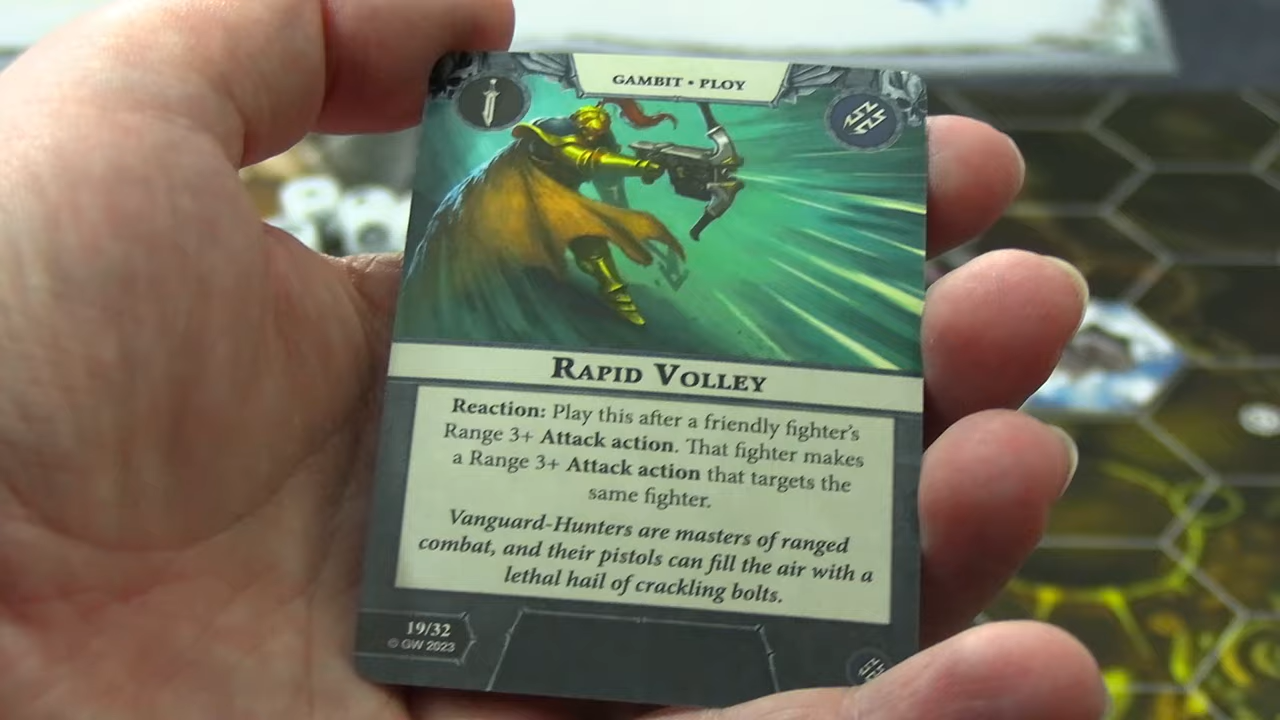 GAMBIT • PLOY
RAPID VOLLEY
Reaction: Play this after a friendly fighter's
Range 3+ Attack action. That fighter makes
a Range 3+ Attack action that targets the
same fighter.
Vanguard-Hunters are masters of ranged
combat, and their pistols can fill the air with a
lethal hail of crackling bolts.
19/32
© GW 2023